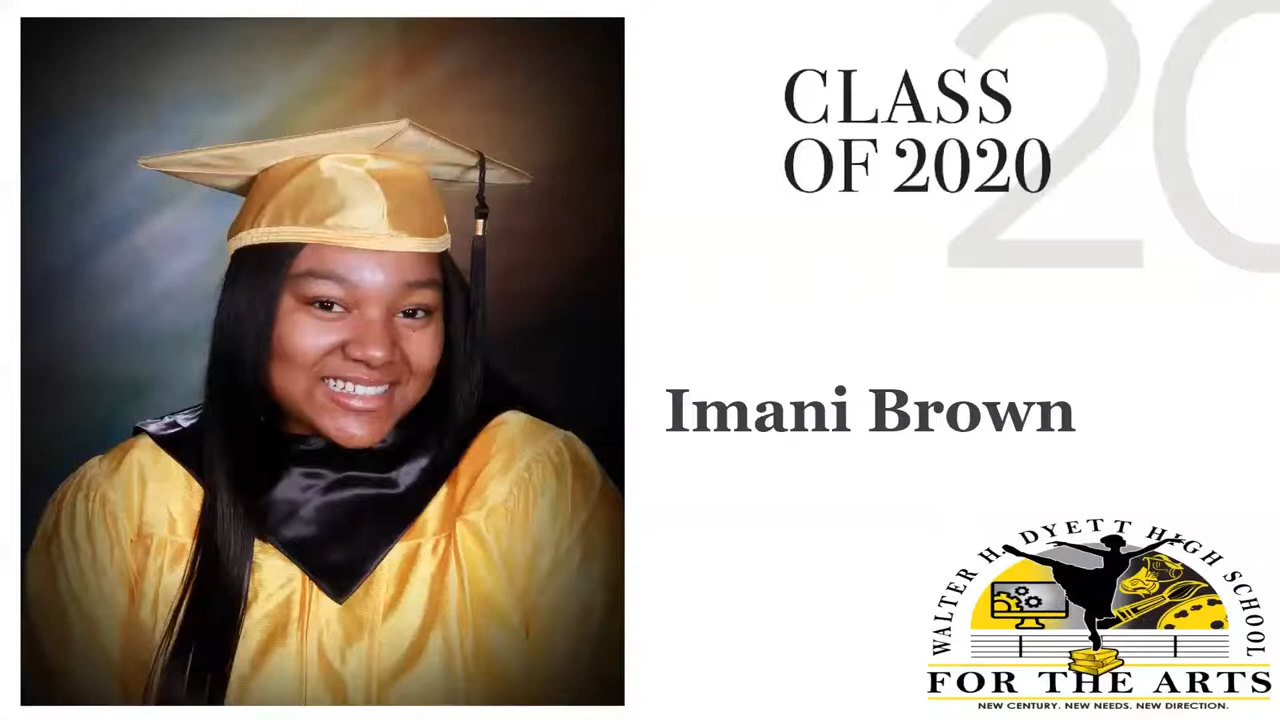 20
CLASS
OF 2020
Imani Brown
WALTER H. DYETT HIGH SCHOOL
FOR THE ARTS
NEW CENTURY. NEW NEEDS. NEW DIRECTION.